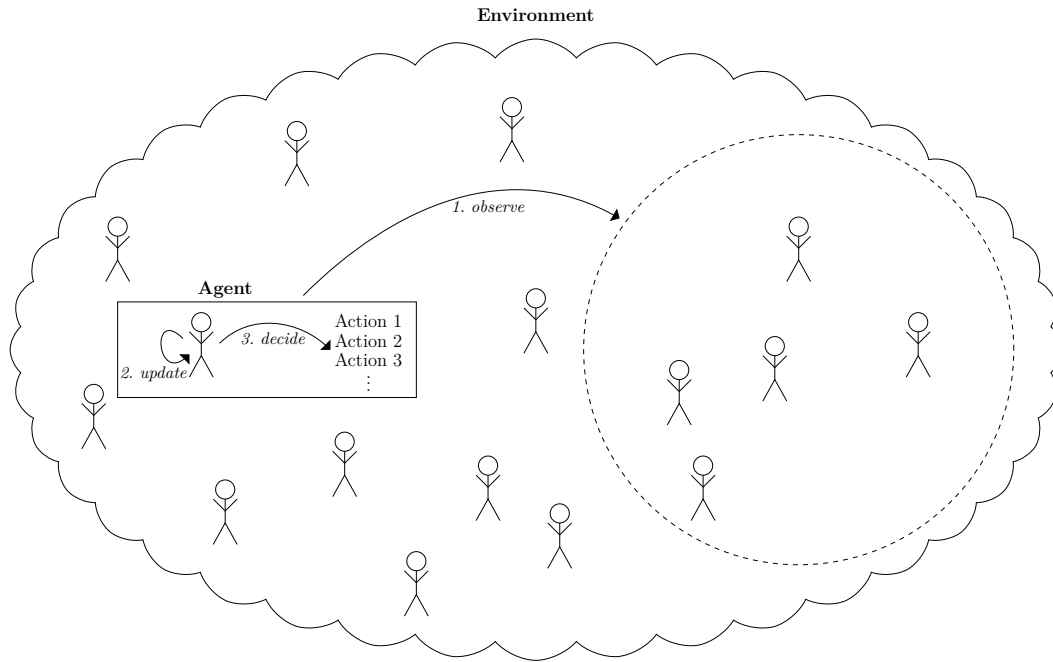 Environment
1. observe
Agent
Action 1
3. decide
Action 2
Action 3
2. update
⋮